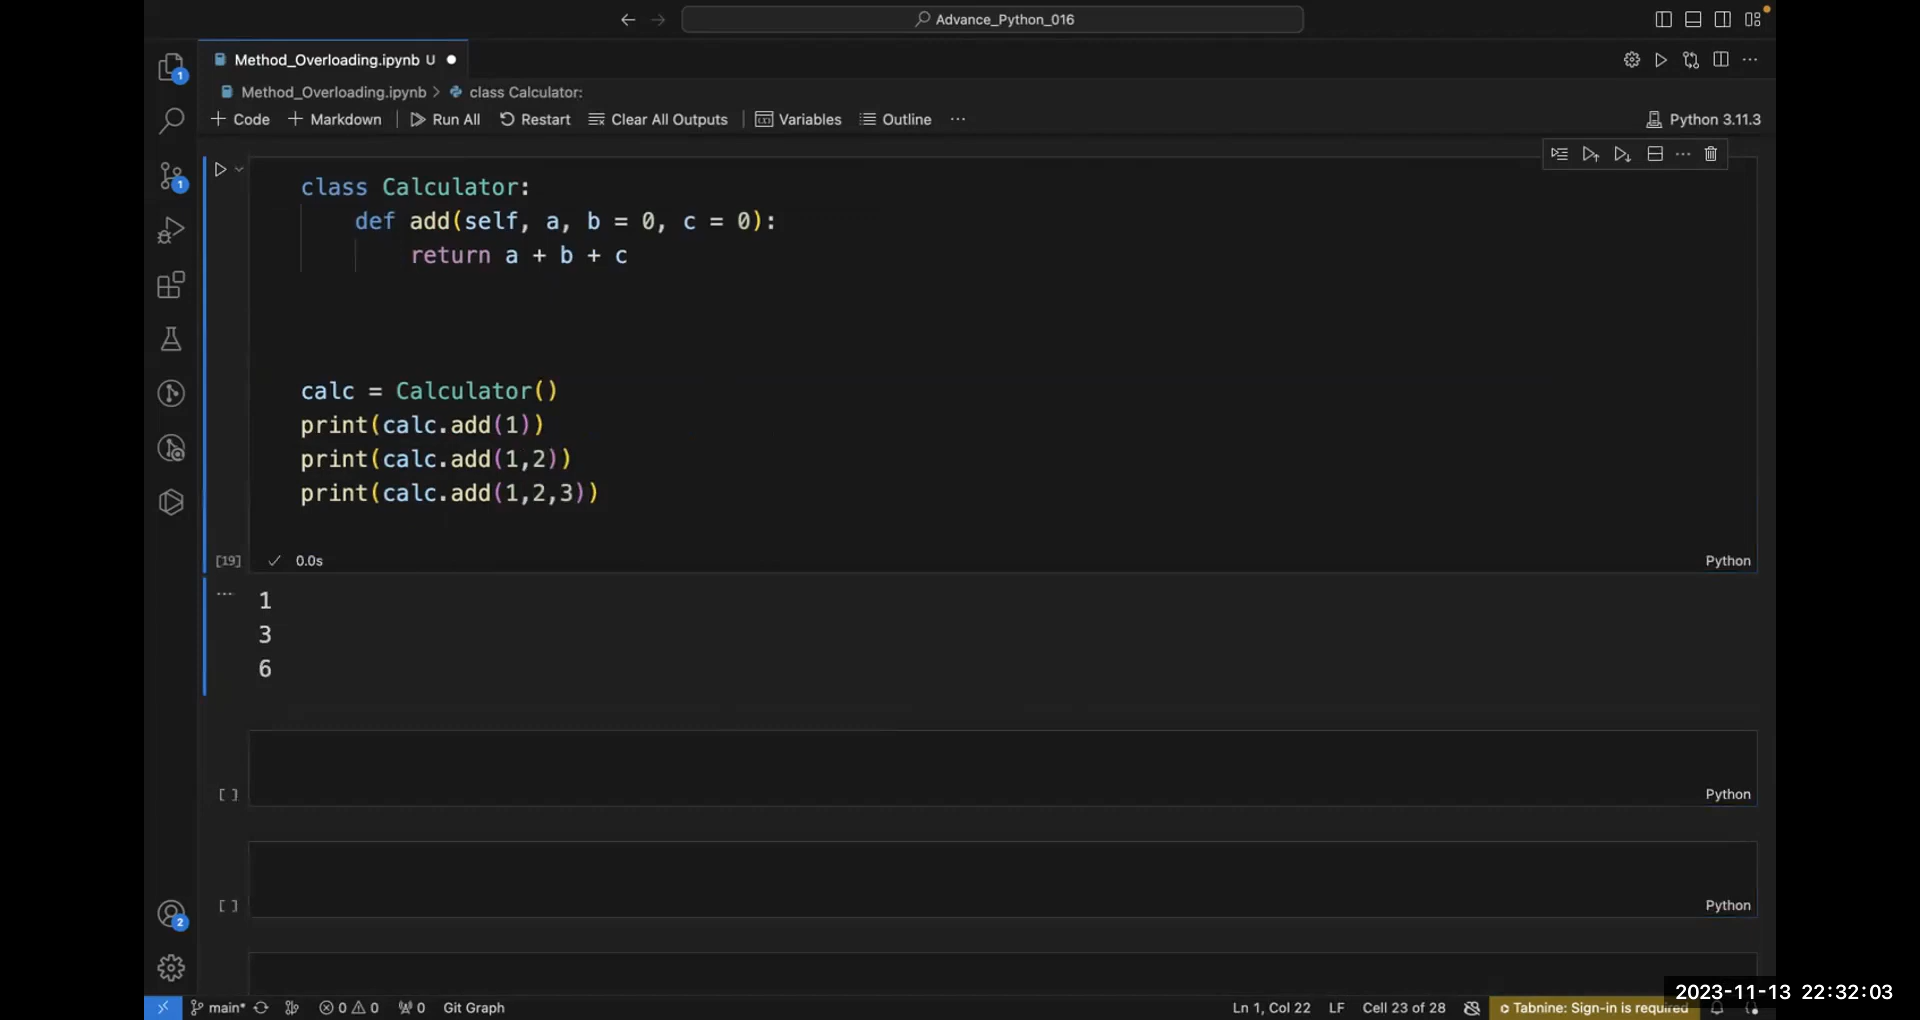 Advance_Python_016
Method_Overloading.ipynb U
Method_Overloading.ipynb > class Calculator:
+ Code + Markdown | Run All Restart Clear All Outputs | Variables Outline ... Python 3.11.3
class Calculator:
def add(self, a, b = 0, c = 0):
return a + b + c
calc = Calculator()
print(calc.add(1))
print(calc.add(1,2))
print(calc.add(1,2,3))
[19] 0.0s Python
1
3
6
[ ] Python
[ ] Python
1
1
2
2023-11-13 22:32:03
main* 0 0 0 Git Graph Ln 1, Col 22 LF Cell 23 of 28 Tabnine: Sign-in is required